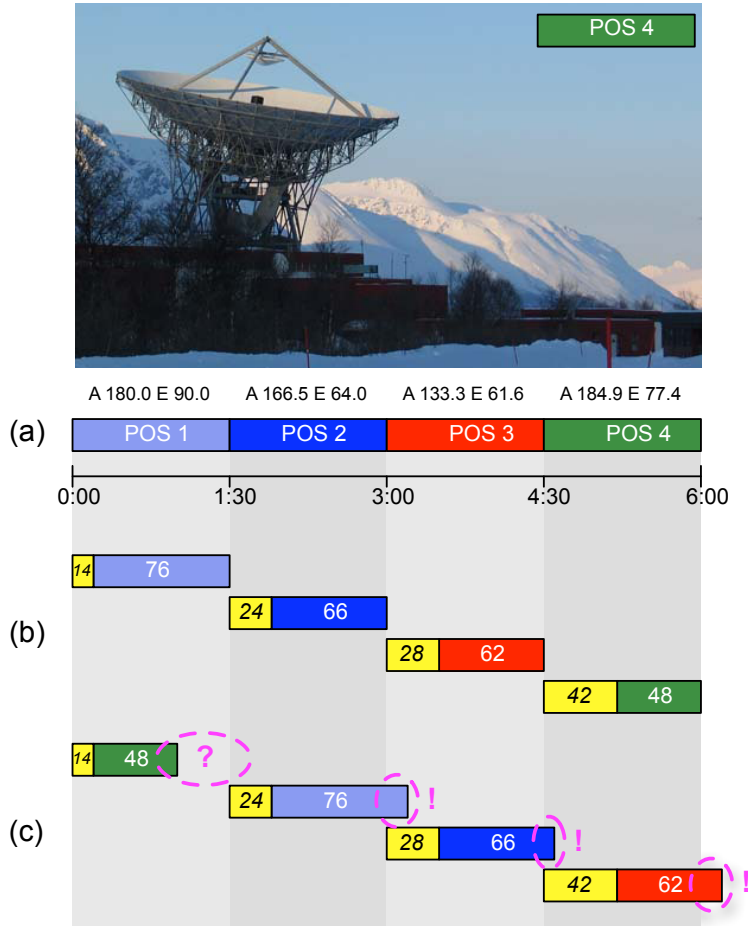 POS 4
A 180.0 E 90.0 A 166.5 E 64.0 A 133.3 E 61.6 A 184.9 E 77.4
(a) POS 1 POS 2 POS 3 POS 4
0:00 1:30 3:00 4:30 6:00
14 76
24 66
(b)
28 62
42 48
14 48 ?
24 76 !
(c)
28 66 !
42 62 !